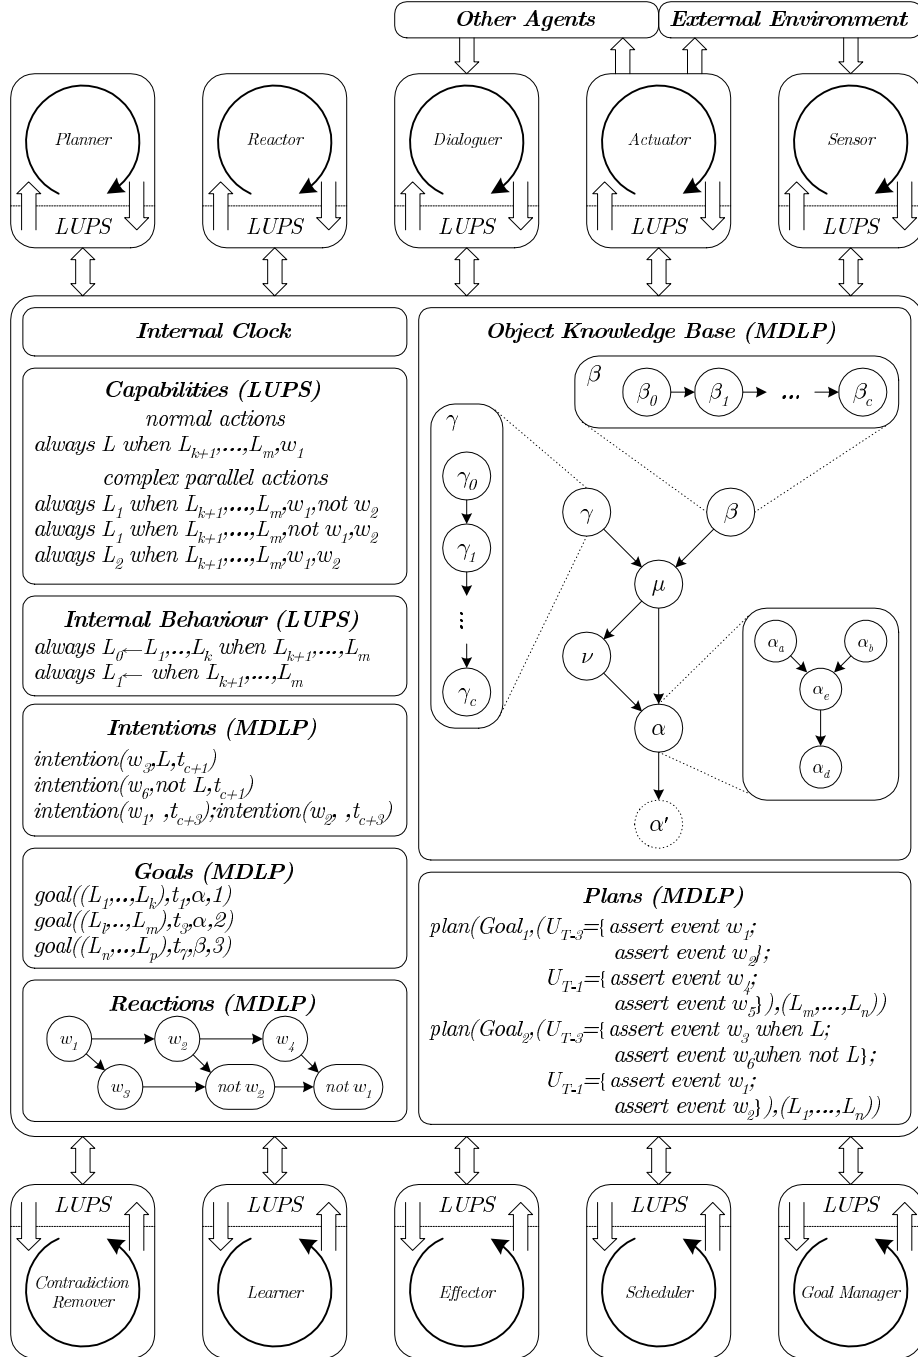 Other Agents
External Environment
Planner
Reactor
Dialoguer
Actuator
Sensor
LUPS
LUPS
LUPS
LUPS
LUPS
Internal Clock
Capabilities (LUPS)
normal actions
always L when L_{k+1},...,L_m,w_1
complex parallel actions
always L_1 when L_{k+1},...,L_m,w_1,not w_2
always L_1 when L_{k+1},...,L_m,not w_1,w_2
always L_2 when L_{k+1},...,L_m,w_1,w_2
Internal Behaviour (LUPS)
always L_0←L_1,...,L_k when L_{k+1},...,L_m
always L_1← when L_{k+1},...,L_m
Intentions (MDLP)
intention(w_3,L,t_{c+1})
intention(w_6,not L,t_{c+1})
intention(w_1, ,t_{c+3});intention(w_2, ,t_{c+3})
Goals (MDLP)
goal((L_1,..,L_k),t_1,α,1)
goal((L_l,..,L_m),t_3,α,2)
goal((L_n,..,L_p),t_7,β,3)
Reactions (MDLP)
w_1
w_2
w_4
w_3
not w_2
not w_1
Object Knowledge Base (MDLP)
β
β_0
β_1
...
β_c
γ
γ_0
γ_1
...
γ_c
γ
β
μ
ν
α
α'
α_a
α_b
α_e
α_d
Plans (MDLP)
plan(Goal_1,(U_{T-3}={assert event w_1;
assert event w_2};
U_{T-1}={assert event w_4;
assert event w_5}),(L_m,...,L_n))
plan(Goal_2,(U_{T-3}={assert event w_3 when L;
assert event w_6 when not L};
U_{T-1}={assert event w_1;
assert event w_2}),(L_1,...,L_n))
LUPS
LUPS
LUPS
LUPS
LUPS
Contradiction
Remover
Learner
Effector
Scheduler
Goal Manager